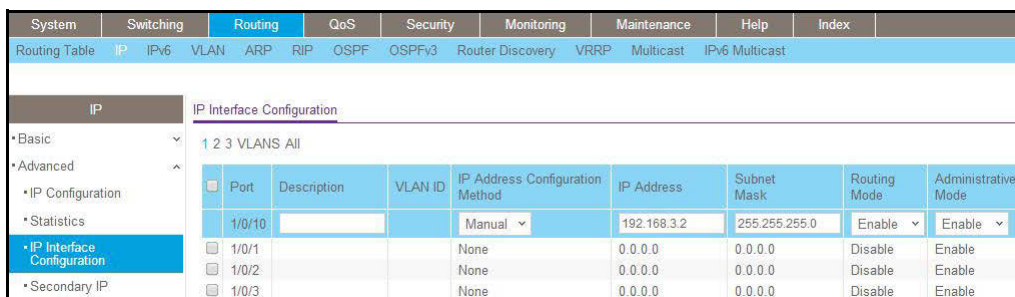 System Switching Routing QoS Security Monitoring Maintenance Help Index
Routing Table IP IPv6 VLAN ARP RIP OSPF OSPFv3 Router Discovery VRRP Multicast IPv6 Multicast
IP
IP Interface Configuration
Basic
1 2 3 VLANS All
Advanced
IP Configuration
Statistics
IP Interface Configuration
Secondary IP
Port Description VLAN ID IP Address Configuration Method IP Address Subnet Mask Routing Mode Administrative Mode
1/0/10 Manual 192.168.3.2 255.255.255.0 Enable Enable
1/0/1 None 0.0.0.0 0.0.0.0 Disable Enable
1/0/2 None 0.0.0.0 0.0.0.0 Disable Enable
1/0/3 None 0.0.0.0 0.0.0.0 Disable Enable